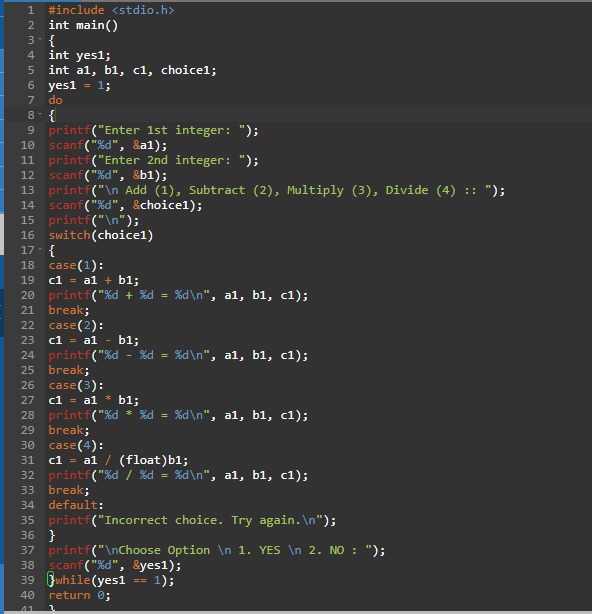 1 #include <stdio.h>
2 int main()
3 {
4 int yes1;
5 int a1, b1, c1, choice1;
6 yes1 = 1;
7 do
8 {
9 printf("Enter 1st integer: ");
10 scanf("%d", &a1);
11 printf("Enter 2nd integer: ");
12 scanf("%d", &b1);
13 printf("\n Add (1), Subtract (2), Multiply (3), Divide (4) :: ");
14 scanf("%d", &choice1);
15 printf("\n");
16 switch(choice1)
17 {
18 case(1):
19 c1 = a1 + b1;
20 printf("%d + %d = %d\n", a1, b1, c1);
21 break;
22 case(2):
23 c1 = a1 - b1;
24 printf("%d - %d = %d\n", a1, b1, c1);
25 break;
26 case(3):
27 c1 = a1 * b1;
28 printf("%d * %d = %d\n", a1, b1, c1);
29 break;
30 case(4):
31 c1 = a1 / (float)b1;
32 printf("%d / %d = %d\n", a1, b1, c1);
33 break;
34 default:
35 printf("Incorrect choice. Try again.\n");
36 }
37 printf("\nChoose Option \n 1. YES \n 2. NO : ");
38 scanf("%d", &yes1);
39 }while(yes1 == 1);
40 return 0;
41 }